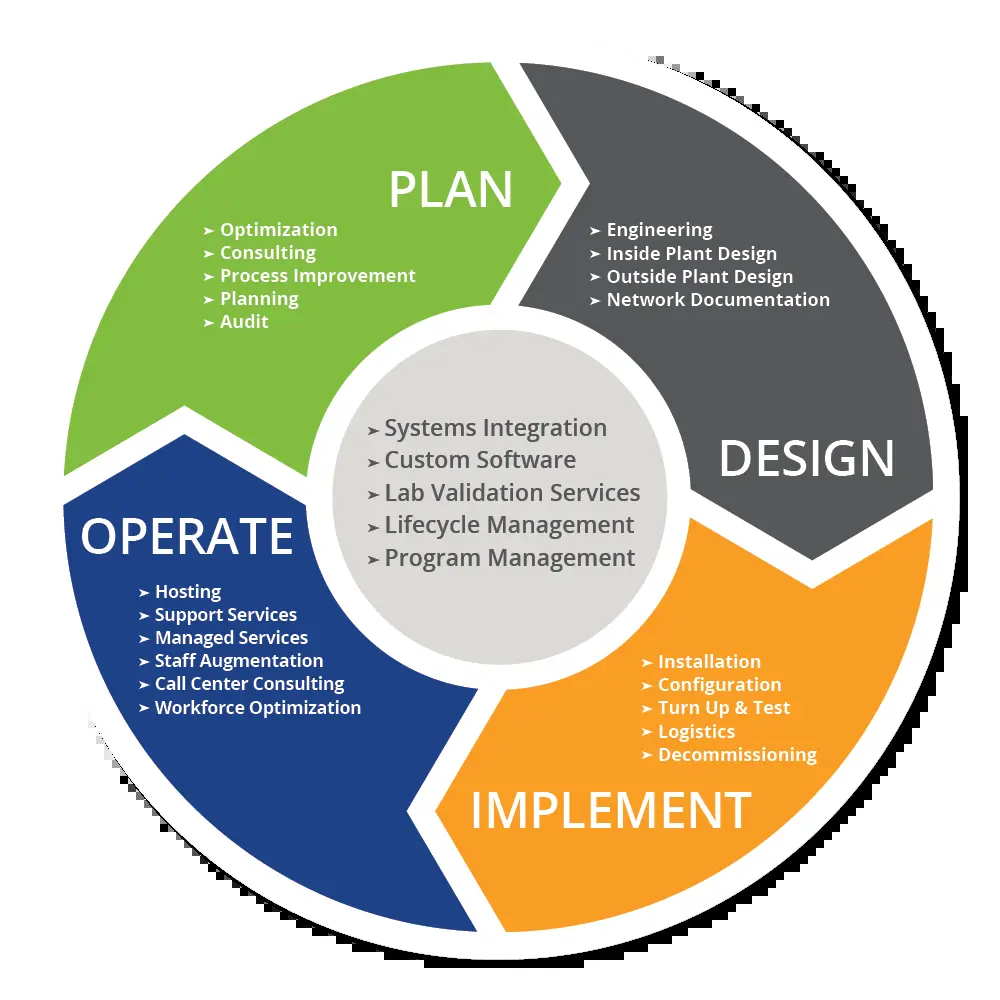 PLAN
➤ Optimization
➤ Consulting
➤ Process Improvement
➤ Planning
➤ Audit
➤ Engineering
➤ Inside Plant Design
➤ Outside Plant Design
➤ Network Documentation
DESIGN
➤ Systems Integration
➤ Custom Software
➤ Lab Validation Services
➤ Lifecycle Management
➤ Program Management
OPERATE
➤ Hosting
➤ Support Services
➤ Managed Services
➤ Staff Augmentation
➤ Call Center Consulting
➤ Workforce Optimization
➤ Installation
➤ Configuration
➤ Turn Up & Test
➤ Logistics
➤ Decommissioning
IMPLEMENT